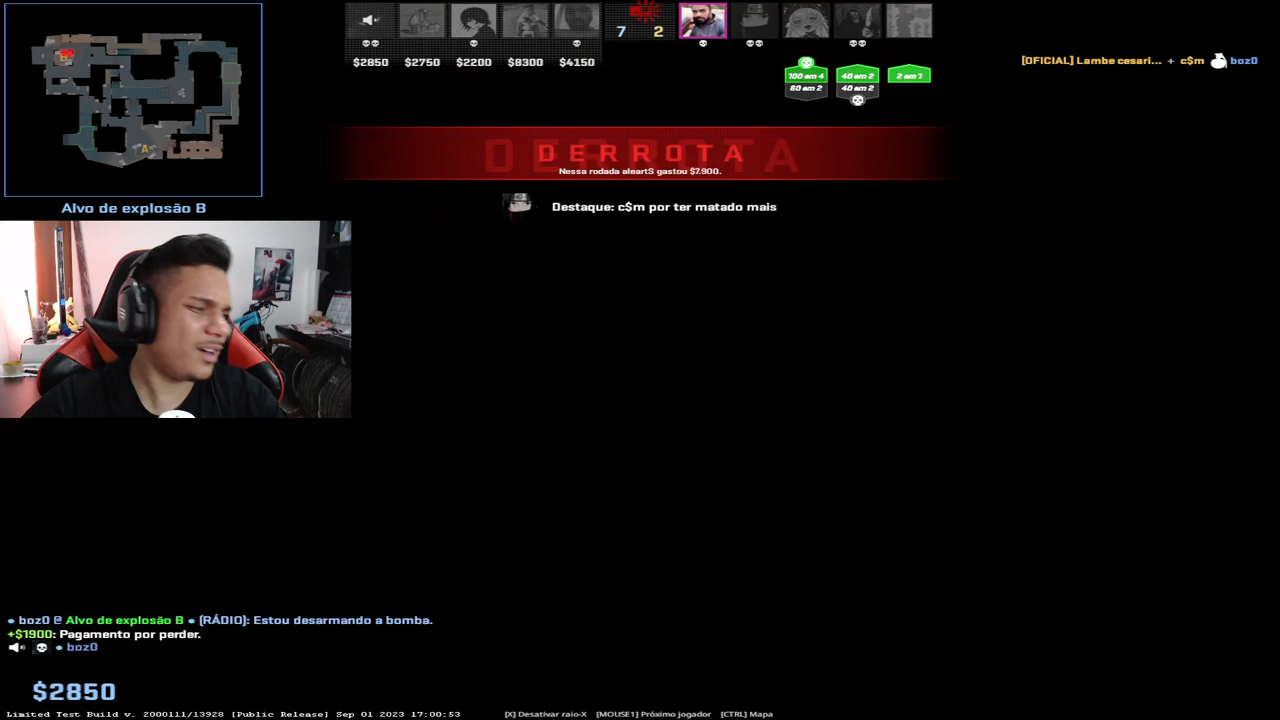 $2850
$2750
$2200
$8300
$4150
7 2
100 em 4
60 em 2
40 em 2
40 em 2
2 em 1
[OFICIAL] Lambe cesari... + c$m boz0
DERROTA
Nessa rodada aleartS gastou $7.900.
Destaque: c$m por ter matado mais
B
A
Alvo de explosão B
• boz0 @ Alvo de explosão B • (RÁDIO): Estou desarmando a bomba.
+$1900: Pagamento por perder.
• boz0
$2850
Limited Test Build v. 2000111/13928 [Public Release] Sep 01 2023 17:00:53
[X] Desativar raio-X [MOUSE1] Próximo jogador [CTRL] Mapa